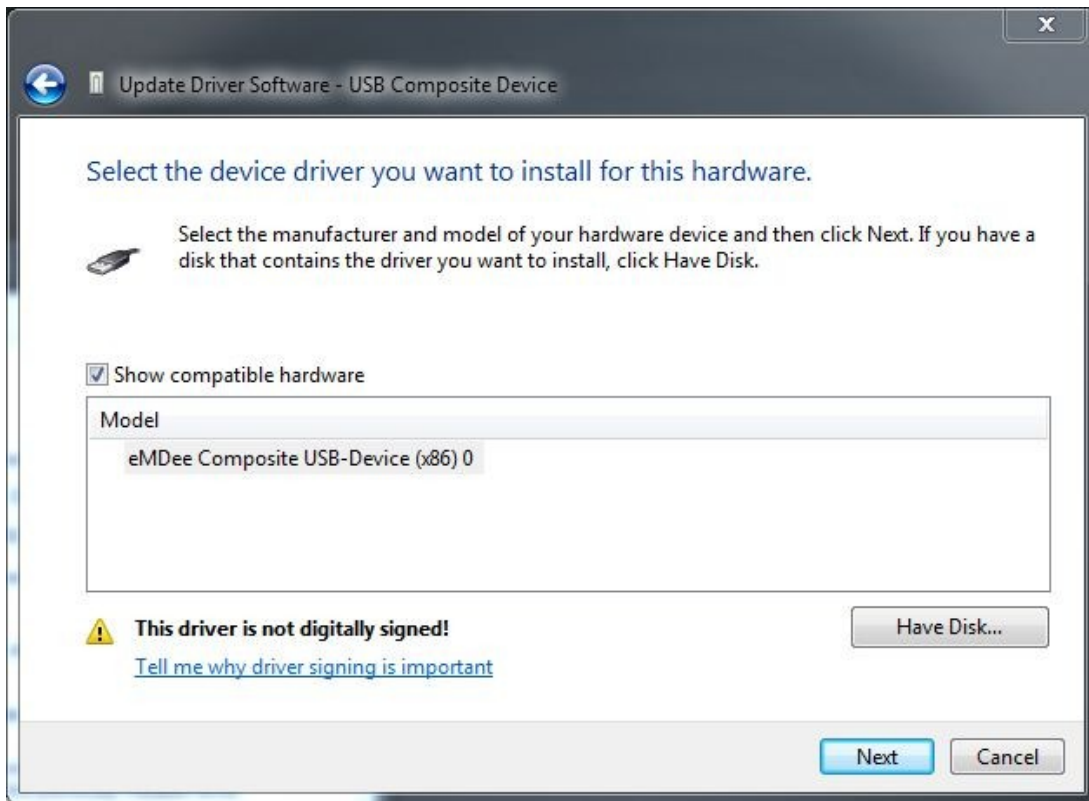 X
Update Driver Software - USB Composite Device
Select the device driver you want to install for this hardware.
Select the manufacturer and model of your hardware device and then click Next. If you have a
disk that contains the driver you want to install, click Have Disk.
Show compatible hardware
Model
eMDee Composite USB-Device (x86) 0
This driver is not digitally signed!
Have Disk...
Tell me why driver signing is important
Next
Cancel